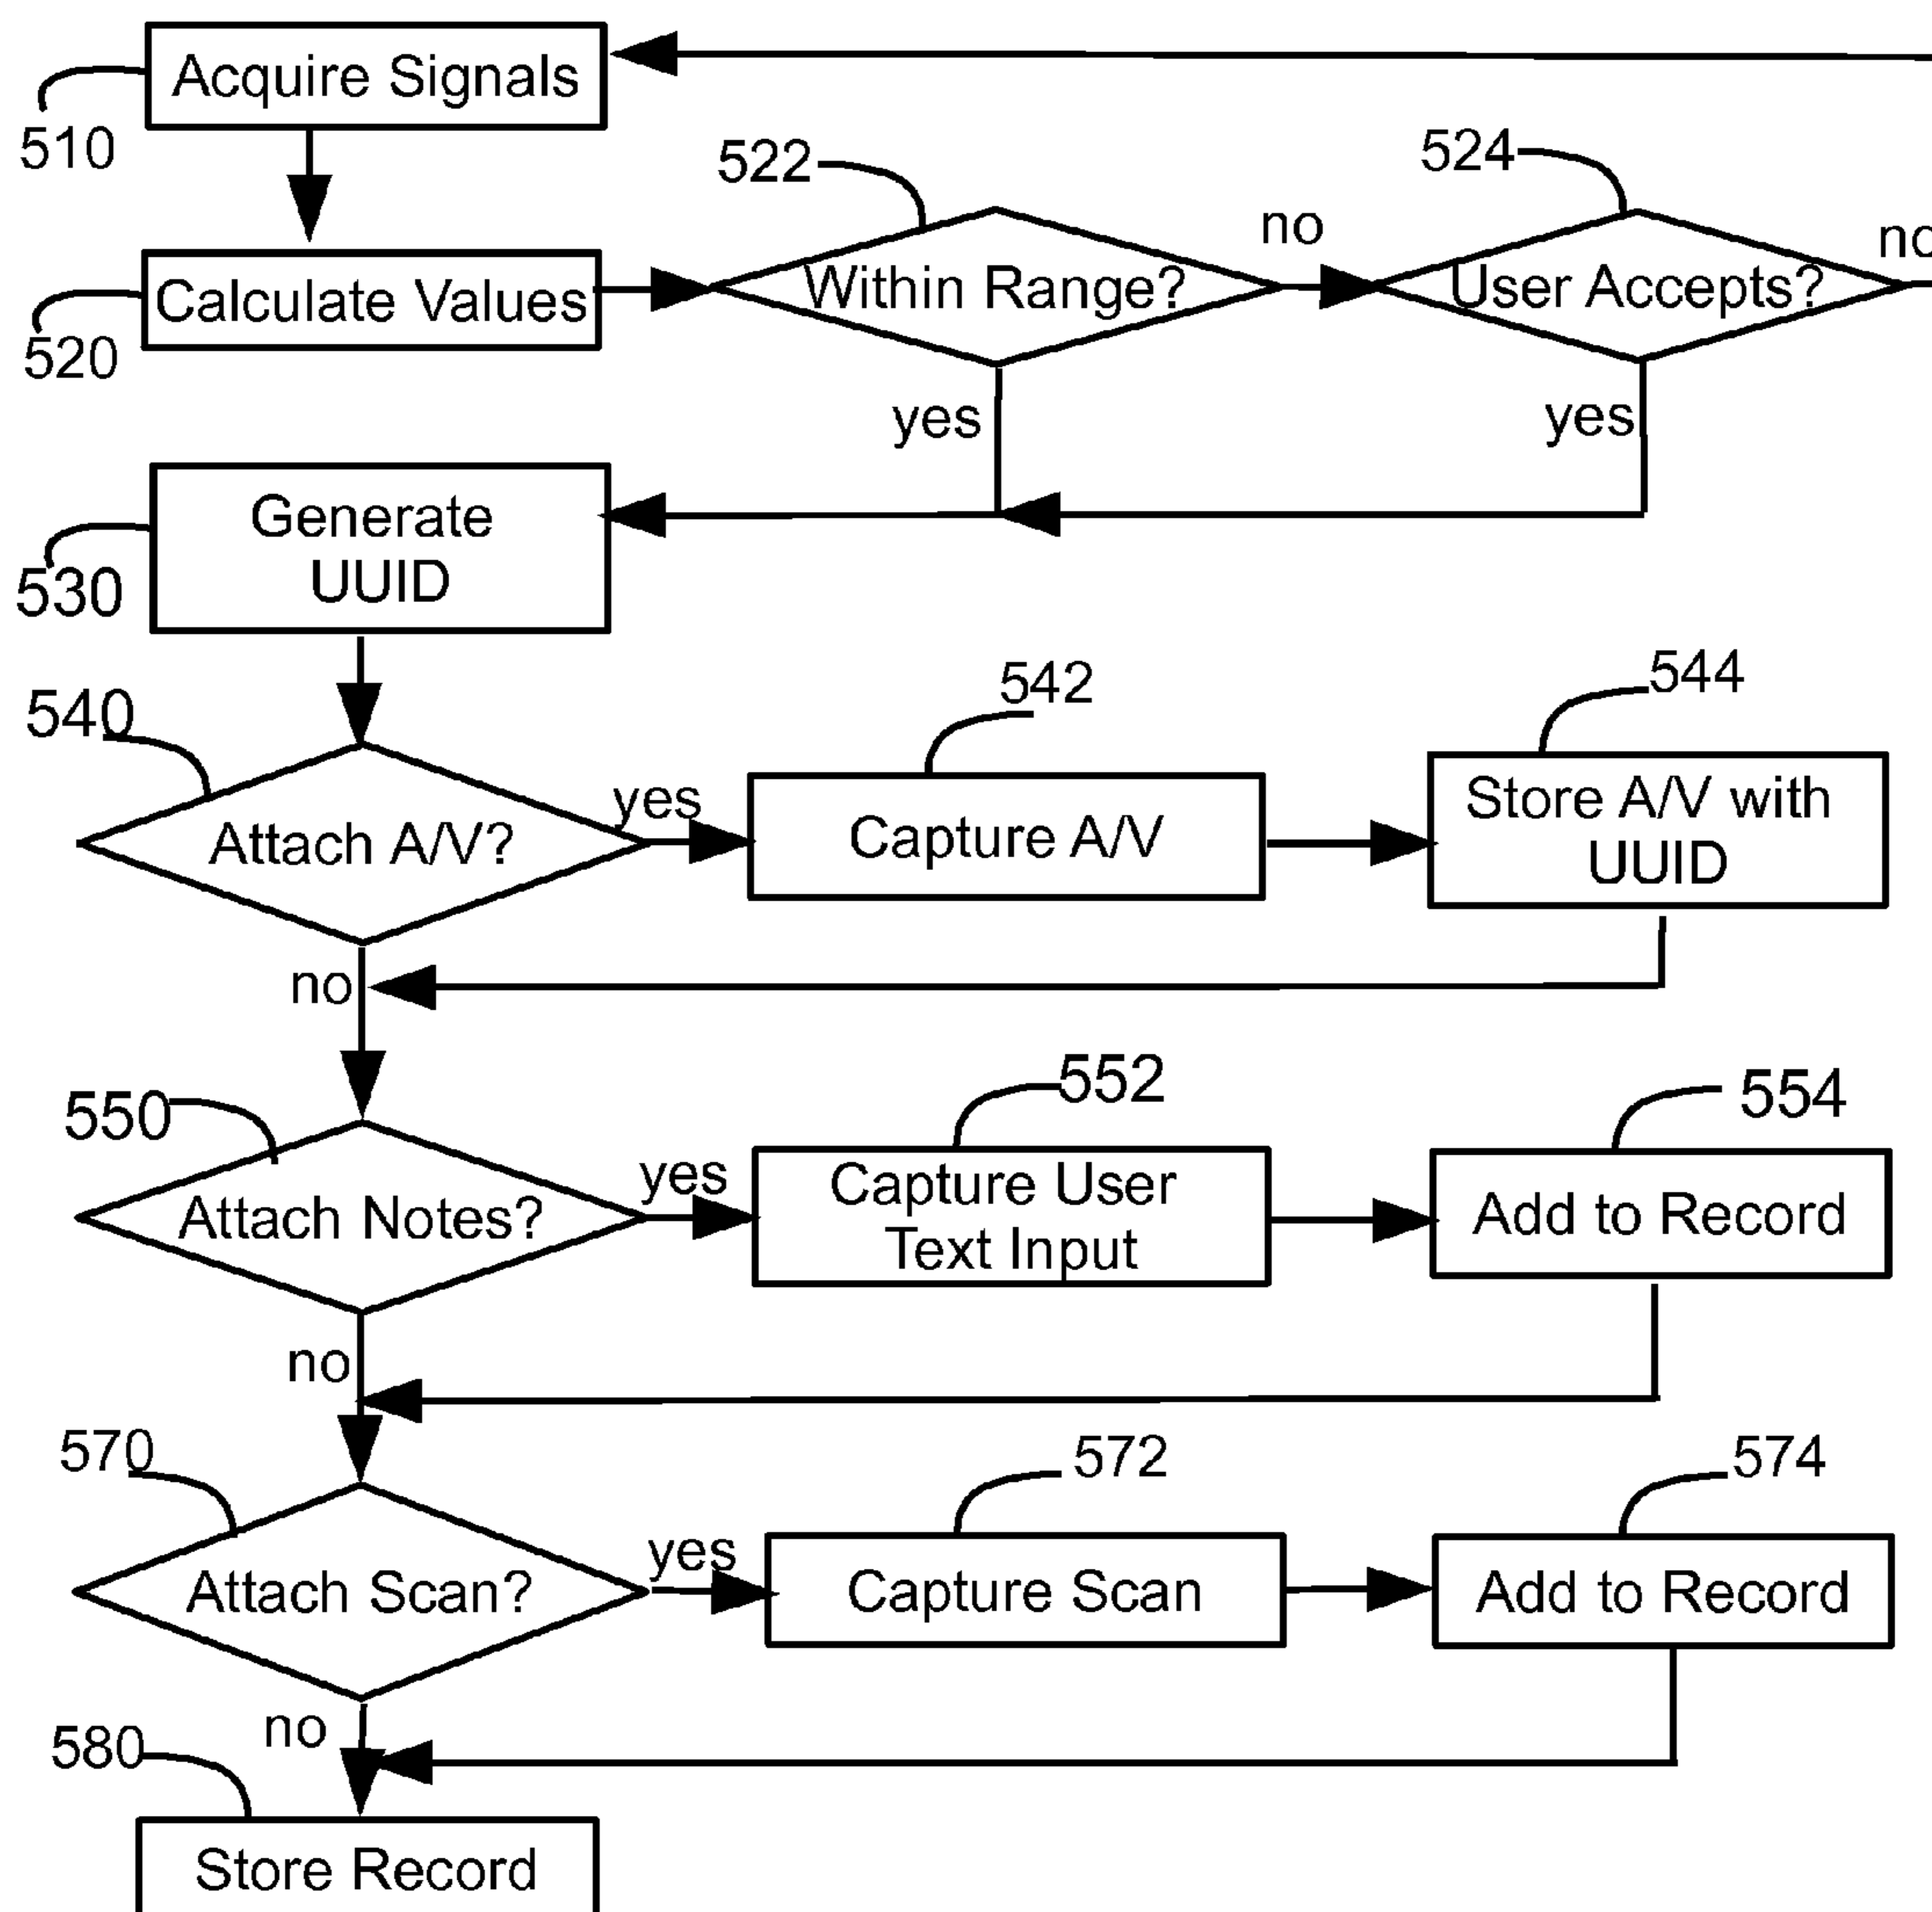 Acquire Signals
510
522
524
no
no
Calculate Values
Within Range?
User Accepts?
520
yes
yes
Generate
UUID
530
540
542
544
Attach A/V?
yes
Capture A/V
Store A/V with
UUID
no
550
552
554
Attach Notes?
yes
Capture User
Text Input
Add to Record
no
570
572
574
Attach Scan?
yes
Capture Scan
Add to Record
no
580
Store Record